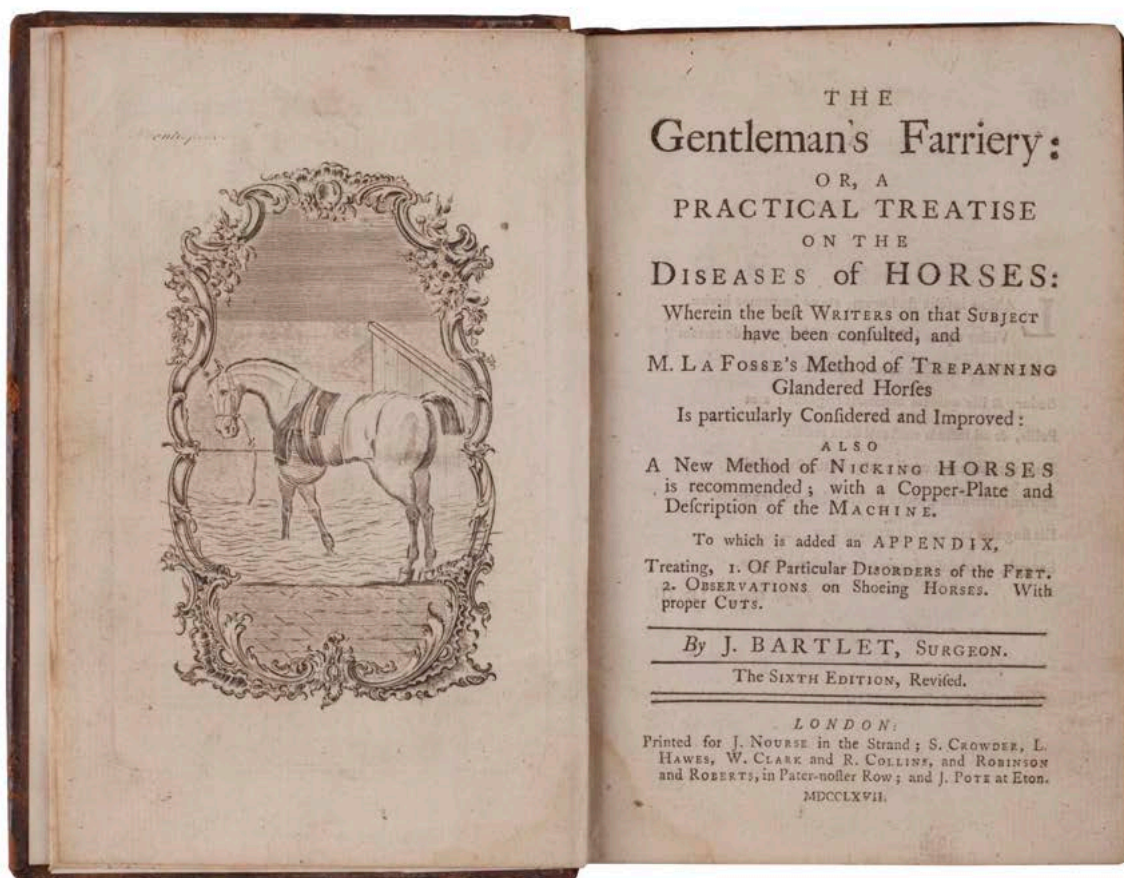 THE
Gentleman's Farriery:
OR, A
PRACTICAL TREATISE
ON THE
DISEASES of HORSES:
Wherein the beſt WRITERS on that SUBJECT
have been conſulted, and
M. LA FOSSE'S Method of TREPANNING
Glandered Horſes
Is particularly Conſidered and Improved:
ALSO
A New Method of NICKING HORSES
is recommended; with a Copper-Plate and
Deſcription of the MACHINE.
To which is added an APPENDIX,
Treating, 1. Of Particular DISORDERS of the FEET.
2. OBSERVATIONS on Shoeing HORSES. With
proper CUTS.
By J. BARTLET, SURGEON.
The SIXTH EDITION, Reviſed.
LONDON:
Printed for J. NOURSE in the Strand; S. CROWDER, L.
HAWES, W. CLARK and R. COLLINS, and ROBINSON
and ROBERTS, in Pater-noſter Row; and J. POTE at Eton.
MDCCLXVII.